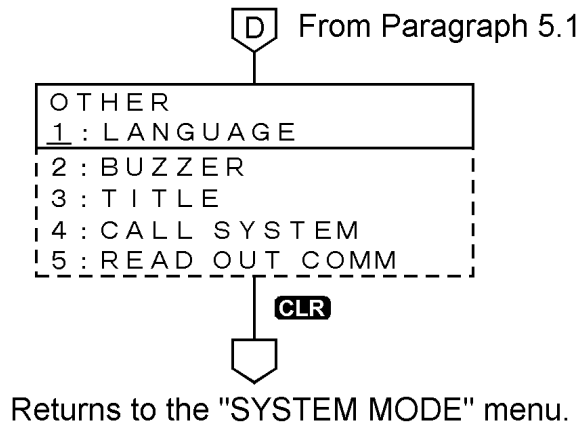 D From Paragraph 5.1
OTHER
1 : LANGUAGE
2 : BUZZER
3 : TITLE
4 : CALL SYSTEM
5 : READ OUT COMM
CLR
Returns to the "SYSTEM MODE" menu.